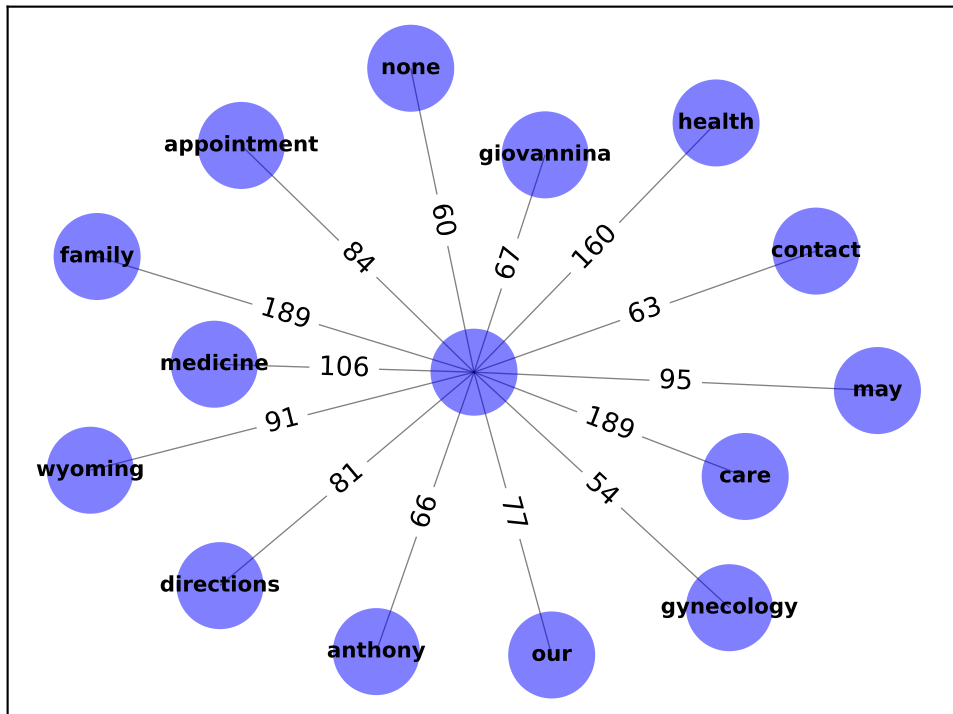 none
health
appointment
giovannina
60
contact
family
84
67
160
189
63
medicine
106
95
may
91
189
wyoming
81
54
care
66
77
directions
gynecology
anthony
our